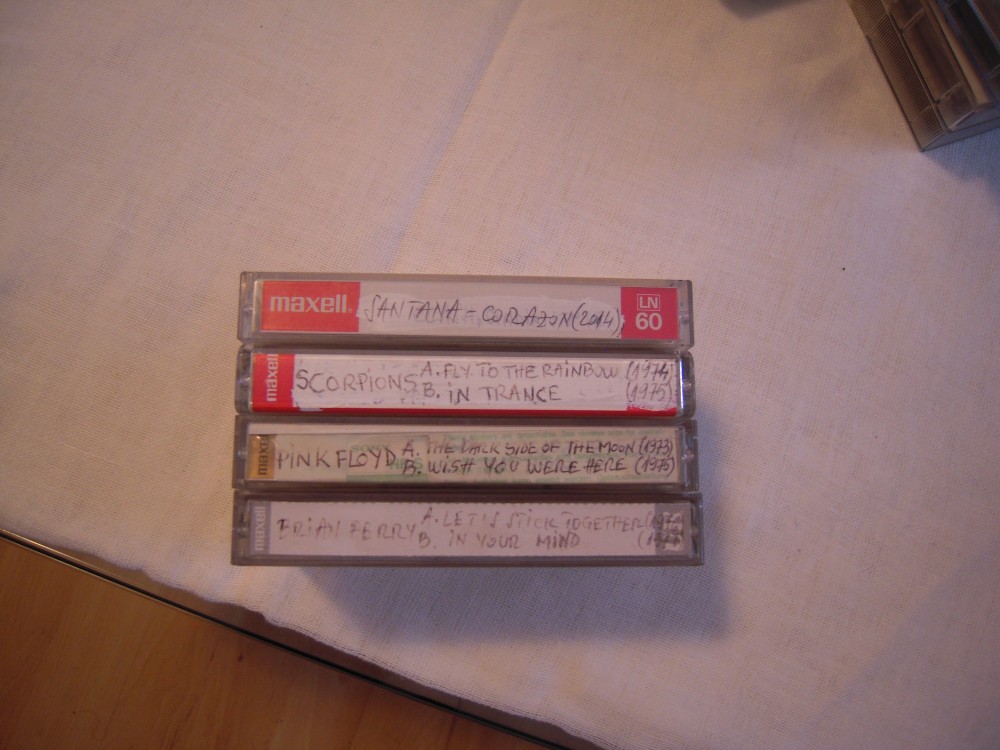 maxell. SANTANA - CORAZON (2014) LN 60
maxell SCORPIONS A. FLY TO THE RAINBOW (1974)
B. IN TRANCE (1975)
maxell PINK FLOYD A. THE DARK SIDE OF THE MOON (1973)
B. WISH YOU WERE HERE (1975)
maxell BRIAN FERRY A. LET'S STICK TOGETHER
B. IN YOUR MIND